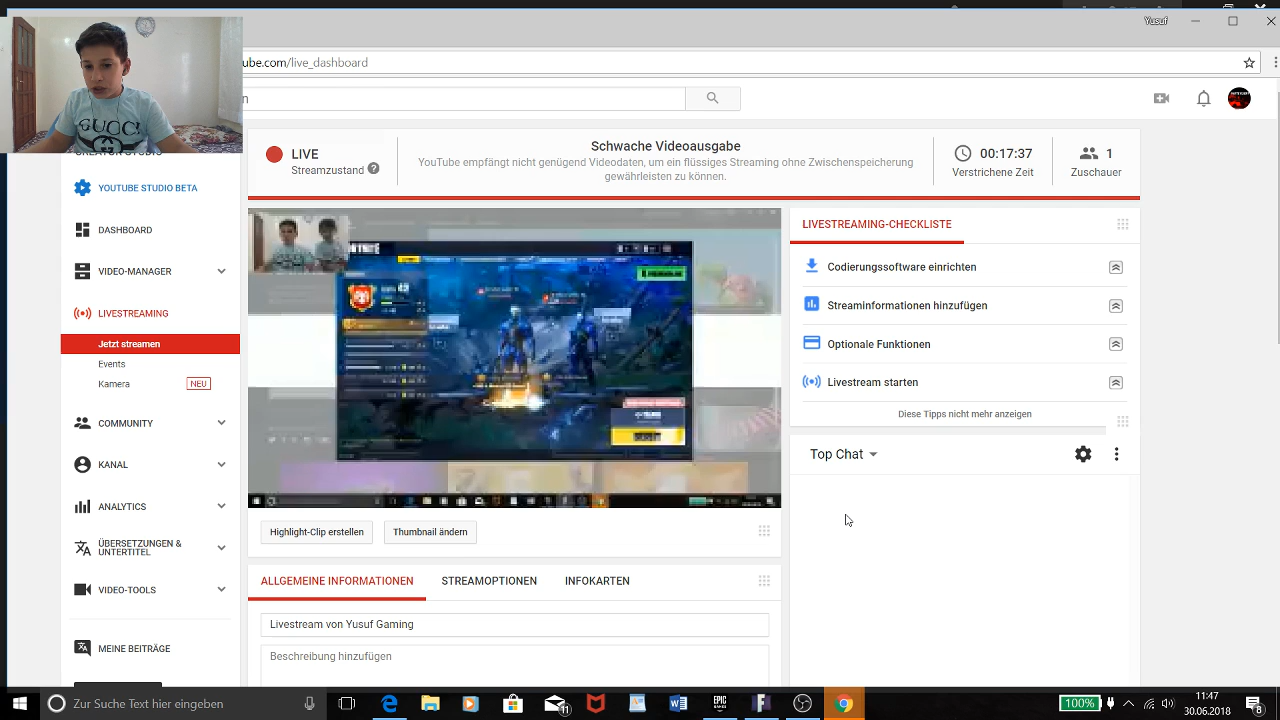 Yusuf
ube.com/live_dashboard
n
GUCCI
YOUTUBE STUDIO BETA
DASHBOARD
VIDEO-MANAGER
LIVESTREAMING
Jetzt streamen
Events
Kamera
NEU
COMMUNITY
KANAL
ANALYTICS
ÜBERSETZUNGEN &
UNTERTITEL
VIDEO-TOOLS
MEINE BEITRÄGE
LIVE
Streamzustand ?
Schwache Videoausgabe
YouTube empfängt nicht genügend Videodaten, um ein flüssiges Streaming ohne Zwischenspeicherung
gewährleisten zu können.
00:17:37
Verstrichene Zeit
1
Zuschauer
Highlight-Clip erstellen
Thumbnail ändern
ALLGEMEINE INFORMATIONEN
STREAMOPTIONEN
INFOKARTEN
Livestream von Yusuf Gaming
Beschreibung hinzufügen
LIVESTREAMING-CHECKLISTE
Codierungssoftware einrichten
Streaminformationen hinzufügen
Optionale Funktionen
Livestream starten
Diese Tipps nicht mehr anzeigen
Top Chat
Zur Suche Text hier eingeben
11
EPIC
GAMES
100%
11:47
30.06.2018
8